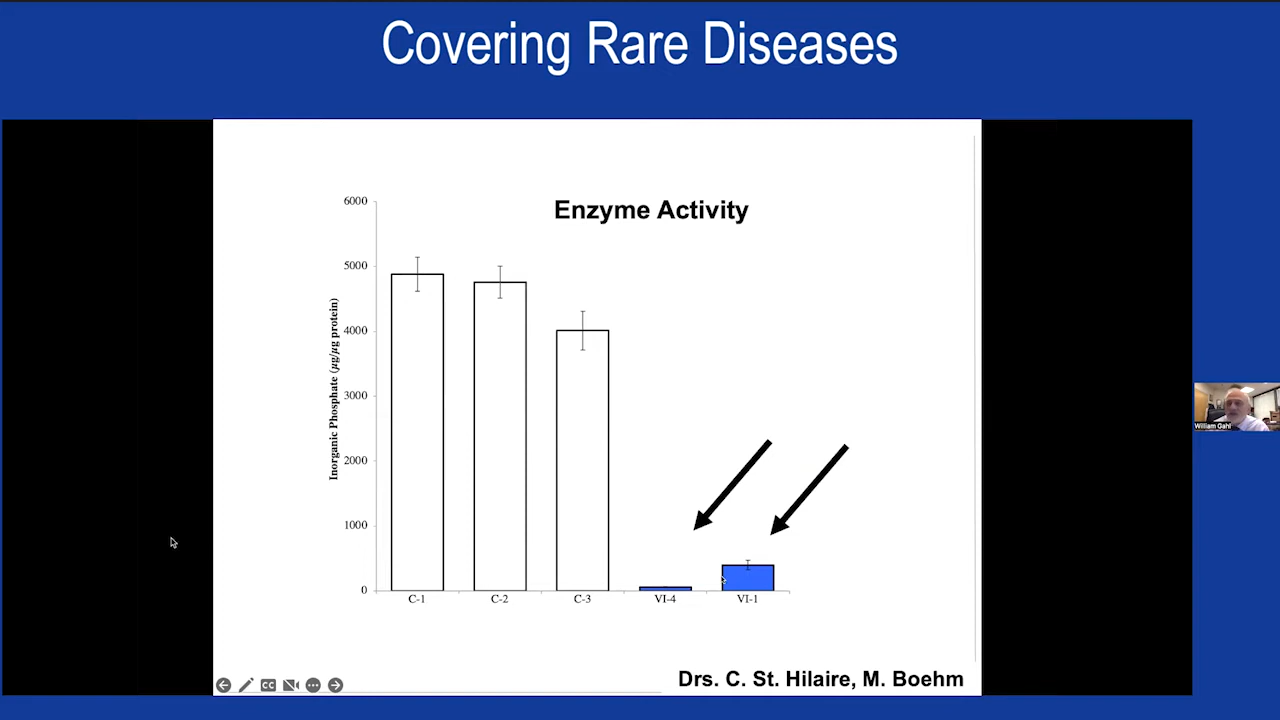 Covering Rare Diseases
Enzyme Activity
Inorganic Phosphate (µg/µg protein)
6000
5000
4000
3000
2000
1000
0
C-1 C-2 C-3 VI-4 VI-1
Drs. C. St. Hilaire, M. Boehm
CC
William Gahl